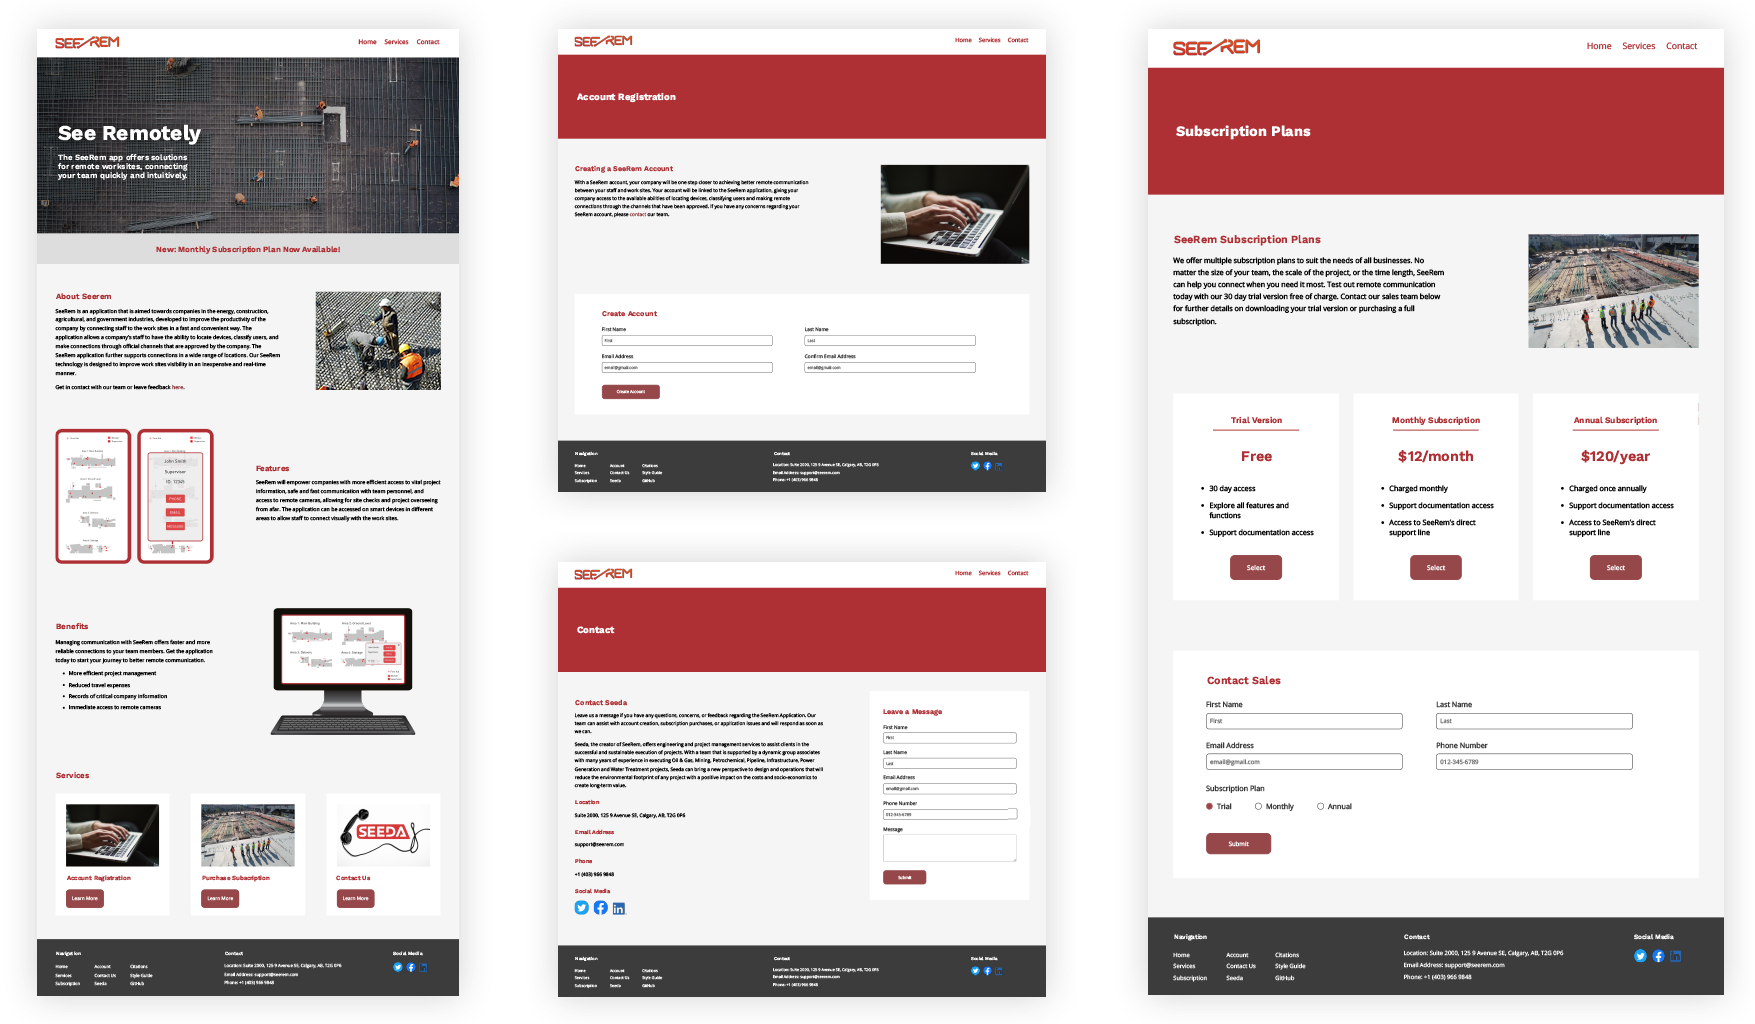 SEEREM
Home Services Contact
See Remotely
The SeeRem app offers solutions
for remote worksites, connecting
your team quickly and intuitively.
New: Monthly Subscription Plan Now Available!
About Seerem
SeeRem is an application that is aimed towards companies in the energy, construction,
agricultural, and government industries, developed to improve the productivity of the
company by connecting staff to the work sites in a fast and convenient way. The
application allows a company's staff to have the ability to locate devices, classify users, and
make connections through official channels that are approved by the company. The
SeeRem application further supports connections in a wide range of locations. Our SeeRem
technology is designed to improve work sites visibility in an inexpensive and real-time
manner.
Get in contact with our team or leave feedback here.
John Smith
Supervisor
ID: 12345
PHONE
Features
SeeRem will empower companies with more efficient access to vital project
information, safe and fast communication with team personnel, and
access to remote cameras, allowing for site checks and project overseeing
from afar. The application can be accessed on smart devices in different
areas to allow staff to connect visually with the work sites.
Benefits
Managing communication with SeeRem offers faster and more
reliable connections to your team members. Get the application
today to start your journey to better remote communication.
• More efficient project management
• Reduced travel expenses
• Records of critical company information
• Immediate access to remote cameras
Services
SEEDA
Account Registration
Learn More
Purchase Subscription
Learn More
Contact Us
Learn More
Navigation
Home Account Citations
Services Contact Us Style Guide
Subscription Seeda GitHub
Contact
Location: Suite 2000, 125 9 Avenue SE, Calgary, AB, T2G 0P6
Email Address: support@seerem.com
Phone: +1 (403) 966 9848
Social Media
SEEREM
Home Services Contact
Account Registration
Creating a SeeRem Account
With a SeeRem account, your company will be one step closer to achieving better remote communication
between your staff and work sites. Your account will be linked to the SeeRem application, giving your
company access to the available abilities of locating devices, classifying users and making remote
connections through the channels that have been approved. If you have any concerns regarding your
SeeRem account, please contact our team.
Create Account
First Name
First
Last Name
Last
Email Address
email@gmail.com
Confirm Email Address
email@gmail.com
Create Account
Navigation
Home Account Citations
Services Contact Us Style Guide
Subscription Seeda GitHub
Contact
Location: Suite 2000, 125 9 Avenue SE, Calgary, AB, T2G 0P6
Email Address: support@seerem.com
Phone: +1 (403) 966 9848
Social Media
SEEREM
Home Services Contact
Contact
Contact Seeda
Leave us a message if you have any questions, concerns, or feedback regarding the SeeRem Application. Our
team can assist with account creation, subscription purchases, or application issues and will respond as soon as
we can.
Seeda, the creator of SeeRem, offers engineering and project management services to assist clients in the
successful and sustainable execution of projects. With a team that is supported by a dynamic group associates
with many years of experience in executing Oil & Gas, Mining, Petrochemical, Pipeline, Infrastructure, Power
Generation and Water Treatment projects, Seeda can bring a new perspective to design and operations that will
reduce the environmental footprint of any project with a positive impact on the costs and socio-economics to
create long-term value.
Location
Suite 2000, 125 9 Avenue SE, Calgary, AB, T2G 0P6
Email Address
support@seerem.com
Phone
+1 (403) 966 9848
Social Media
Leave a Message
First Name
First
Last Name
Last
Email Address
email@gmail.com
Phone Number
012-345-6789
Message
Submit
Navigation
Home Account Citations
Services Contact Us Style Guide
Subscription Seeda GitHub
Contact
Location: Suite 2000, 125 9 Avenue SE, Calgary, AB, T2G 0P6
Email Address: support@seerem.com
Phone: +1 (403) 966 9848
Social Media
SEEREM
Home Services Contact
Subscription Plans
SeeRem Subscription Plans
We offer multiple subscription plans to suit the needs of all businesses. No
matter the size of your team, the scale of the project, or the time length, SeeRem
can help you connect when you need it most. Test out remote communication
today with our 30 day trial version free of charge. Contact our sales team below
for further details on downloading your trial version or purchasing a full
subscription.
Trial Version
Free
• 30 day access
• Explore all features and
functions
• Support documentation access
Select
Monthly Subscription
$12/month
• Charged monthly
• Support documentation access
• Access to SeeRem's direct
support line
Select
Annual Subscription
$120/year
• Charged once annually
• Support documentation access
• Access to SeeRem's direct
support line
Select
Contact Sales
First Name
First
Last Name
Last
Email Address
email@gmail.com
Phone Number
012-345-6789
Subscription Plan
Trial Monthly Annual
Submit
Navigation
Home Account Citations
Services Contact Us Style Guide
Subscription Seeda GitHub
Contact
Location: Suite 2000, 125 9 Avenue SE, Calgary, AB, T2G 0P6
Email Address: support@seerem.com
Phone: +1 (403) 966 9848
Social Media